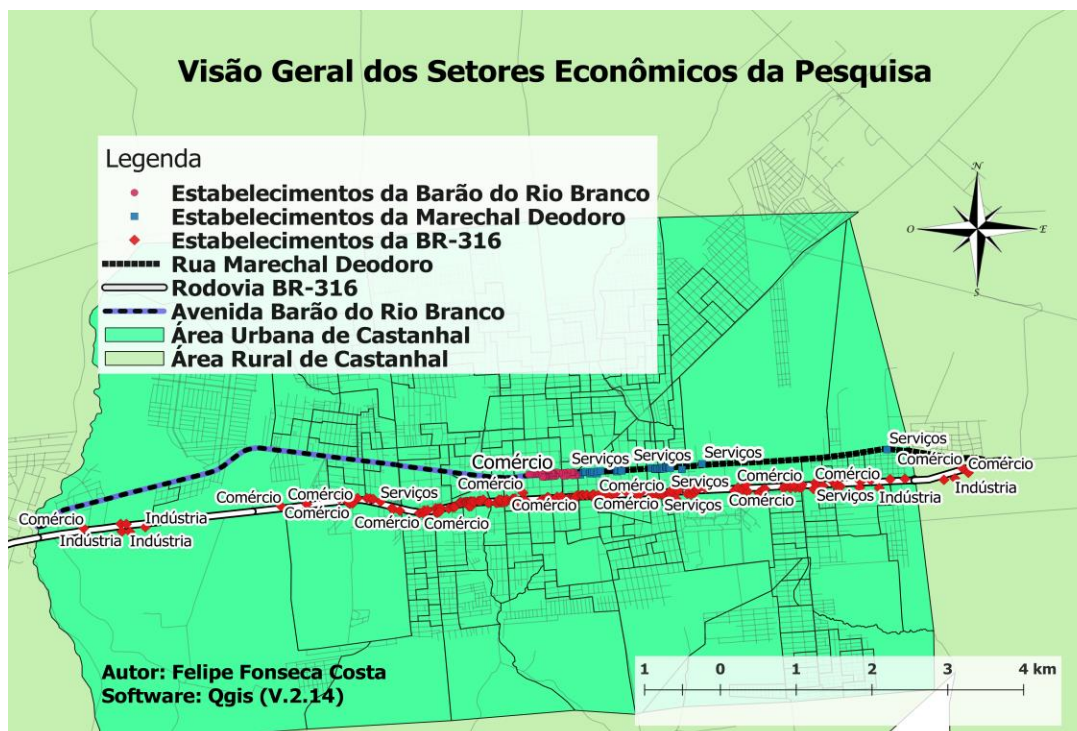 Visão Geral dos Setores Econômicos da Pesquisa
Legenda
Estabelecimentos da Barão do Rio Branco
Estabelecimentos da Marechal Deodoro
Estabelecimentos da BR-316
Rua Marechal Deodoro
Rodovia BR-316
Avenida Barão do Rio Branco
Área Urbana de Castanhal
Área Rural de Castanhal
N
O
E
S
Serviços
Comércio
Serviços
Serviços
Serviços
Comércio
Comércio
Comércio
Comércio
Comércio
Comércio
Serviços
Comércio
Serviços
Comércio
Comércio
Indústria
Indústria
Comércio
Indústria
Comércio
Comércio
Comércio
Comércio
Comércio
Serviços
Serviços
Indústria
Indústria
Autor: Felipe Fonseca Costa
Software: Qgis (V.2.14)
1 0 1 2 3 4 km